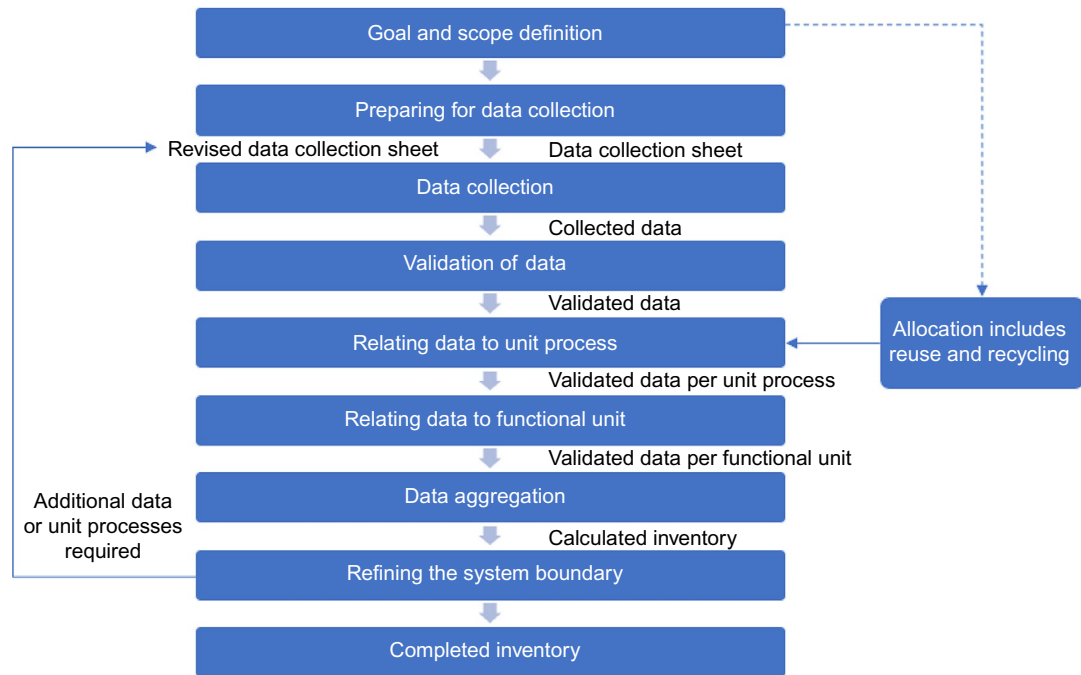 Goal and scope definition
Preparing for data collection
Revised data collection sheet
Data collection sheet
Data collection
Collected data
Validation of data
Validated data
Relating data to unit process
Allocation includes
reuse and recycling
Validated data per unit process
Relating data to functional unit
Validated data per functional unit
Data aggregation
Additional data
or unit processes
required
Calculated inventory
Refining the system boundary
Completed inventory